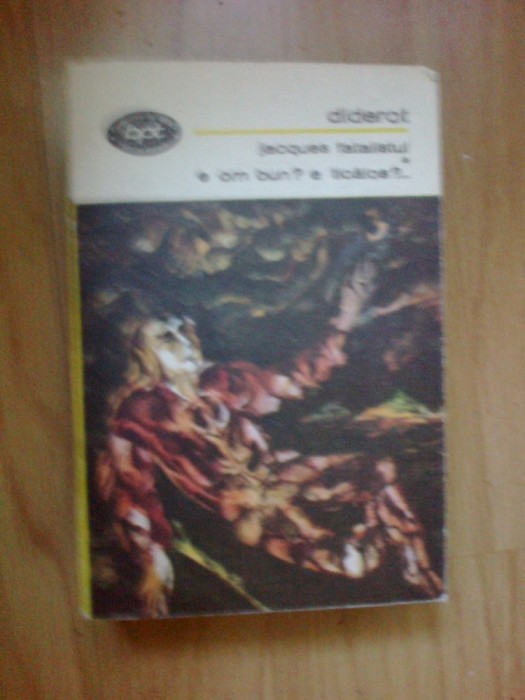 bpt
diderot
jacques fatalistul
*
e om bun? e ticălos?...